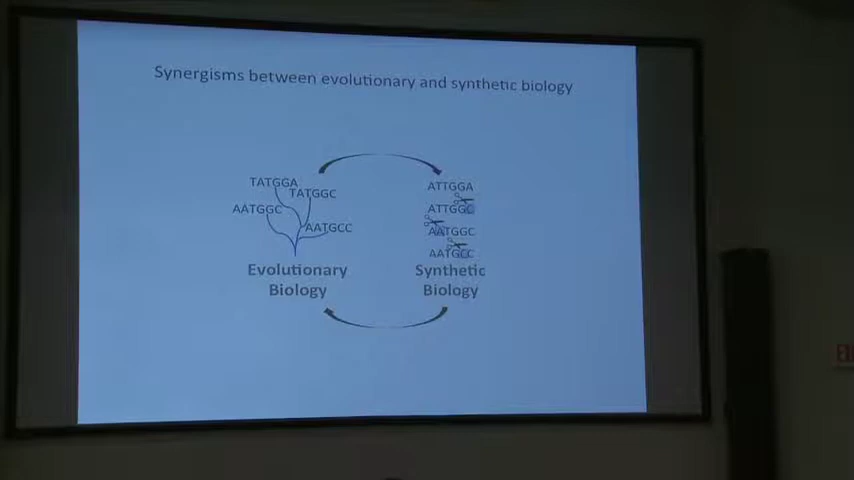 Synergisms between evolutionary and synthetic biology
TATGGA
TATGGC
AATGGC
AATGCC
Evolutionary
Biology
ATTGGA
ATTGGC
AATGGC
AATGCC
Synthetic
Biology